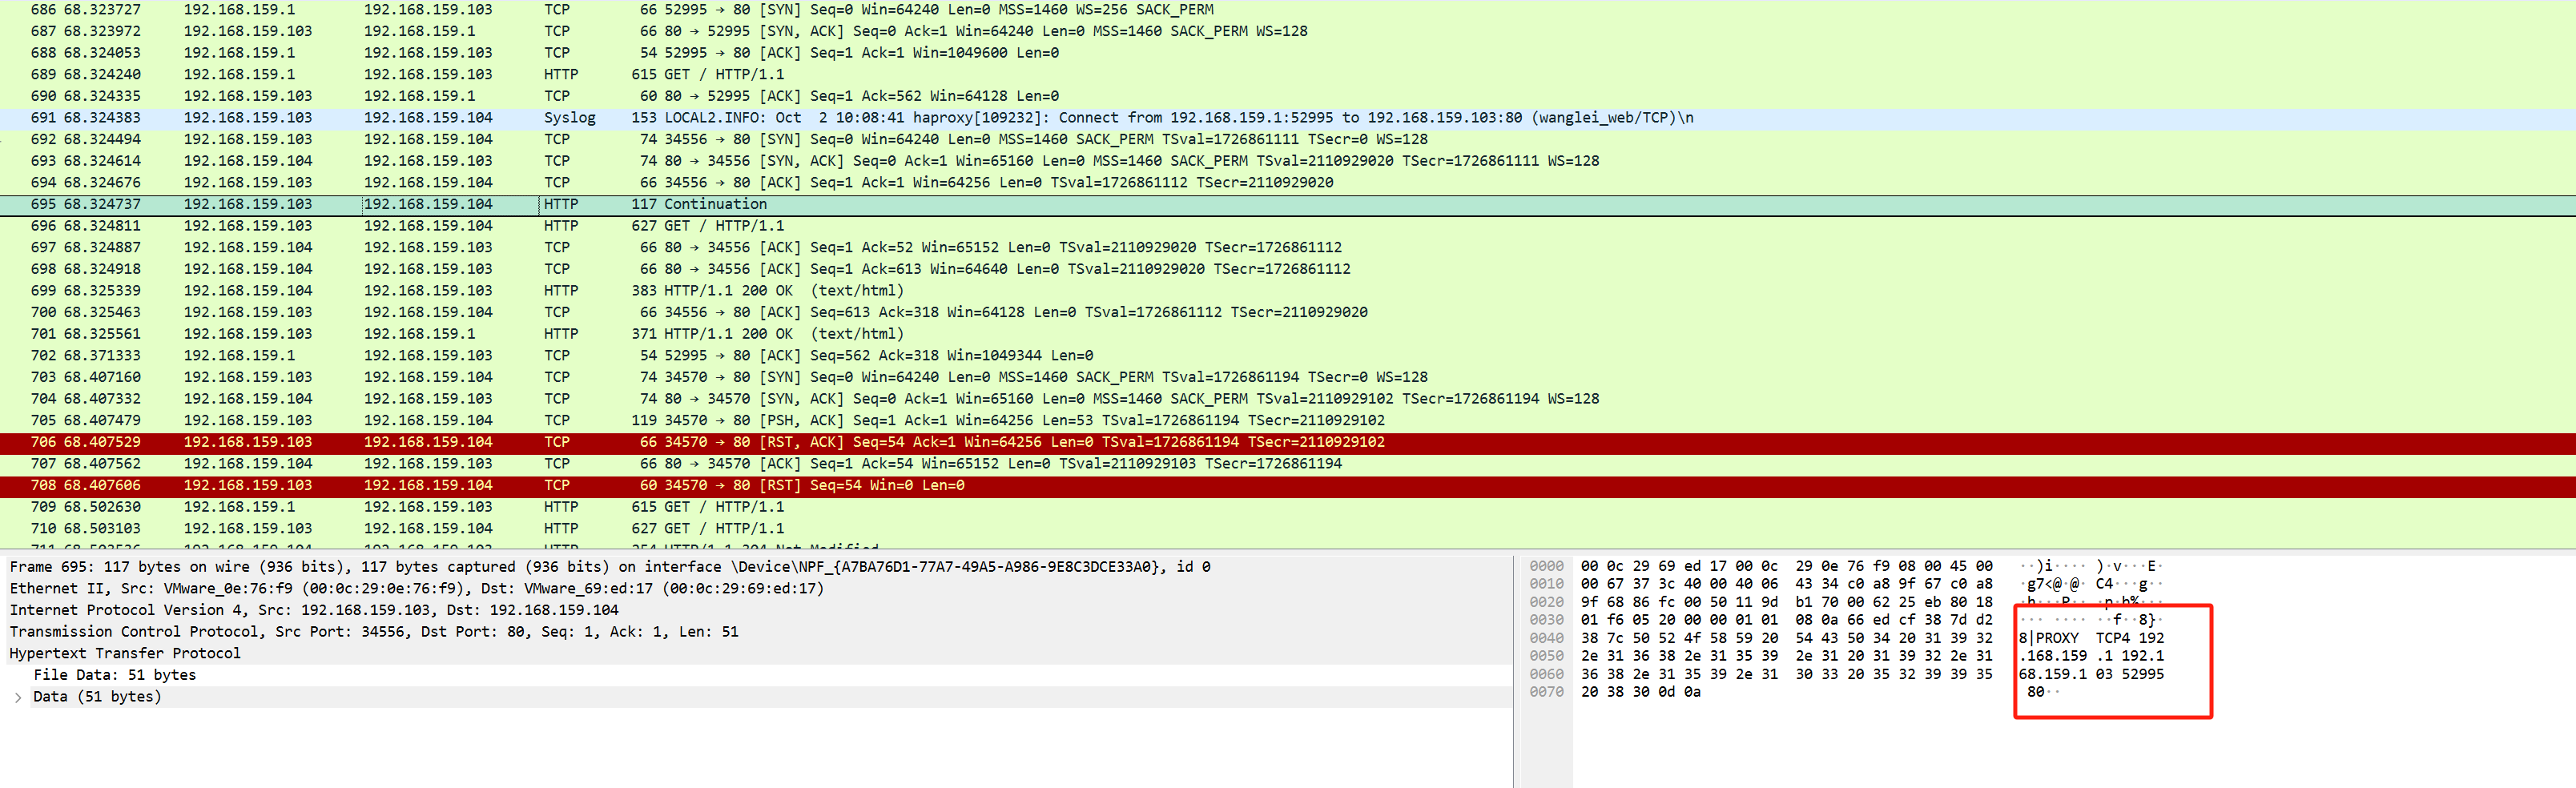 686 68.323727 192.168.159.1 192.168.159.103 TCP 66 52995 → 80 [SYN] Seq=0 Win=64240 Len=0 MSS=1460 WS=256 SACK_PERM
687 68.323972 192.168.159.103 192.168.159.1 TCP 66 80 → 52995 [SYN, ACK] Seq=0 Ack=1 Win=64240 Len=0 MSS=1460 SACK_PERM WS=128
688 68.324053 192.168.159.1 192.168.159.103 TCP 54 52995 → 80 [ACK] Seq=1 Ack=1 Win=1049600 Len=0
689 68.324240 192.168.159.1 192.168.159.103 HTTP 615 GET / HTTP/1.1
690 68.324335 192.168.159.103 192.168.159.1 TCP 60 80 → 52995 [ACK] Seq=1 Ack=562 Win=64128 Len=0
691 68.324383 192.168.159.103 192.168.159.104 Syslog 153 LOCAL2.INFO: Oct  2 10:08:41 haproxy[109232]: Connect from 192.168.159.1:52995 to 192.168.159.103:80 (wanglei_web/TCP)\n
692 68.324494 192.168.159.103 192.168.159.104 TCP 74 34556 → 80 [SYN] Seq=0 Win=64240 Len=0 MSS=1460 SACK_PERM TSval=1726861111 TSecr=0 WS=128
693 68.324614 192.168.159.104 192.168.159.103 TCP 74 80 → 34556 [SYN, ACK] Seq=0 Ack=1 Win=65160 Len=0 MSS=1460 SACK_PERM TSval=2110929020 TSecr=1726861111 WS=128
694 68.324676 192.168.159.103 192.168.159.104 TCP 66 34556 → 80 [ACK] Seq=1 Ack=1 Win=64256 Len=0 TSval=1726861112 TSecr=2110929020
695 68.324737 192.168.159.103 192.168.159.104 HTTP 117 Continuation
696 68.324811 192.168.159.103 192.168.159.104 HTTP 627 GET / HTTP/1.1
697 68.324887 192.168.159.104 192.168.159.103 TCP 66 80 → 34556 [ACK] Seq=1 Ack=52 Win=65152 Len=0 TSval=2110929020 TSecr=1726861112
698 68.324918 192.168.159.104 192.168.159.103 TCP 66 80 → 34556 [ACK] Seq=1 Ack=613 Win=64640 Len=0 TSval=2110929020 TSecr=1726861112
699 68.325339 192.168.159.104 192.168.159.103 HTTP 383 HTTP/1.1 200 OK  (text/html)
700 68.325463 192.168.159.103 192.168.159.104 TCP 66 34556 → 80 [ACK] Seq=613 Ack=318 Win=64128 Len=0 TSval=1726861112 TSecr=2110929020
701 68.325561 192.168.159.103 192.168.159.1 HTTP 371 HTTP/1.1 200 OK  (text/html)
702 68.371333 192.168.159.1 192.168.159.103 TCP 54 52995 → 80 [ACK] Seq=562 Ack=318 Win=1049344 Len=0
703 68.407160 192.168.159.103 192.168.159.104 TCP 74 34570 → 80 [SYN] Seq=0 Win=64240 Len=0 MSS=1460 SACK_PERM TSval=1726861194 TSecr=0 WS=128
704 68.407332 192.168.159.104 192.168.159.103 TCP 74 80 → 34570 [SYN, ACK] Seq=0 Ack=1 Win=65160 Len=0 MSS=1460 SACK_PERM TSval=2110929102 TSecr=1726861194 WS=128
705 68.407479 192.168.159.103 192.168.159.104 TCP 119 34570 → 80 [PSH, ACK] Seq=1 Ack=1 Win=64256 Len=53 TSval=1726861194 TSecr=2110929102
706 68.407529 192.168.159.103 192.168.159.104 TCP 66 34570 → 80 [RST, ACK] Seq=54 Ack=1 Win=64256 Len=0 TSval=1726861194 TSecr=2110929102
707 68.407562 192.168.159.104 192.168.159.103 TCP 66 80 → 34570 [ACK] Seq=1 Ack=54 Win=65152 Len=0 TSval=2110929103 TSecr=1726861194
708 68.407606 192.168.159.103 192.168.159.104 TCP 60 34570 → 80 [RST] Seq=54 Win=0 Len=0
709 68.502630 192.168.159.1 192.168.159.103 HTTP 615 GET / HTTP/1.1
710 68.503103 192.168.159.103 192.168.159.104 HTTP 627 GET / HTTP/1.1
Frame 695: 117 bytes on wire (936 bits), 117 bytes captured (936 bits) on interface \Device\NPF_{A7BA76D1-77A7-49A5-A986-9E8C3DCE33A0}, id 0
Ethernet II, Src: VMware_0e:76:f9 (00:0c:29:0e:76:f9), Dst: VMware_69:ed:17 (00:0c:29:69:ed:17)
Internet Protocol Version 4, Src: 192.168.159.103, Dst: 192.168.159.104
Transmission Control Protocol, Src Port: 34556, Dst Port: 80, Seq: 1, Ack: 1, Len: 51
Hypertext Transfer Protocol
File Data: 51 bytes
Data (51 bytes)
0000 00 0c 29 69 ed 17 00 0c 29 0e 76 f9 08 00 45 00 ··)i···· )·v···E·
0010 00 67 37 3c 40 00 40 06 43 34 c0 a8 9f 67 c0 a8 ·g7<@·@· C4···g··
0020 9f 68 86 fc 00 50 11 9d b1 70 00 62 25 eb 80 18 ·h···P·· ·p·b%···
0030 01 f6 05 20 00 00 01 01 08 0a 66 ed cf 38 7d d2 ··· ···· ··f··8}·
0040 38 7c 50 52 4f 58 59 20 54 43 50 34 20 31 39 32 8|PROXY  TCP4 192
0050 2e 31 36 38 2e 31 35 39 2e 31 20 31 39 32 2e 31 .168.159 .1 192.1
0060 36 38 2e 31 35 39 2e 31 30 33 20 35 32 39 39 35 68.159.1 03 52995
0070 20 38 30 0d 0a  80··